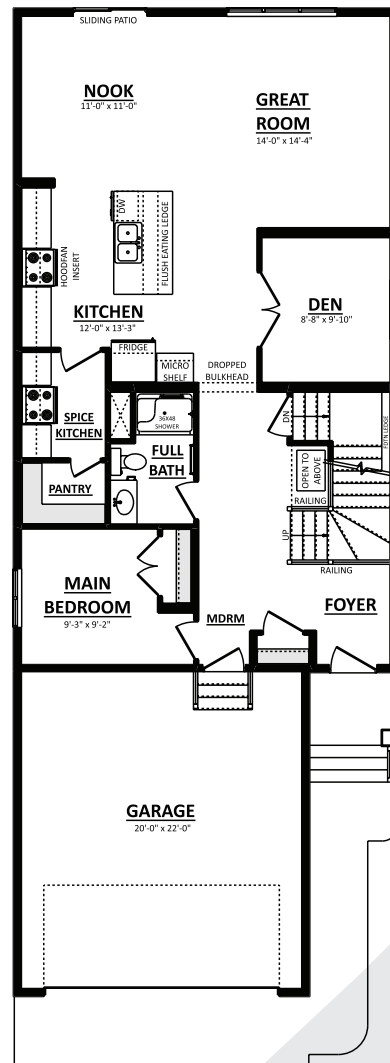 SLIDING PATIO
NOOK
11'-0" x 11'-0"
GREAT
ROOM
14'-0" x 14'-4"
DW
FLUSH EATING LEDGE
HOODFAN
INSERT
KITCHEN
12'-0" x 13'-3"
DEN
8'-8" x 9'-10"
FRIDGE
MICRO
SHELF
DROPPED
BULKHEAD
36X48
SHOWER
SPICE
KITCHEN
FULL
BATH
DN
FDTN LEDGE
OPEN TO
ABOVE
PANTRY
RAILING
UP
RAILING
MAIN
BEDROOM
9'-3" x 9'-2"
MDRM
FOYER
GARAGE
20'-0" x 22'-0"